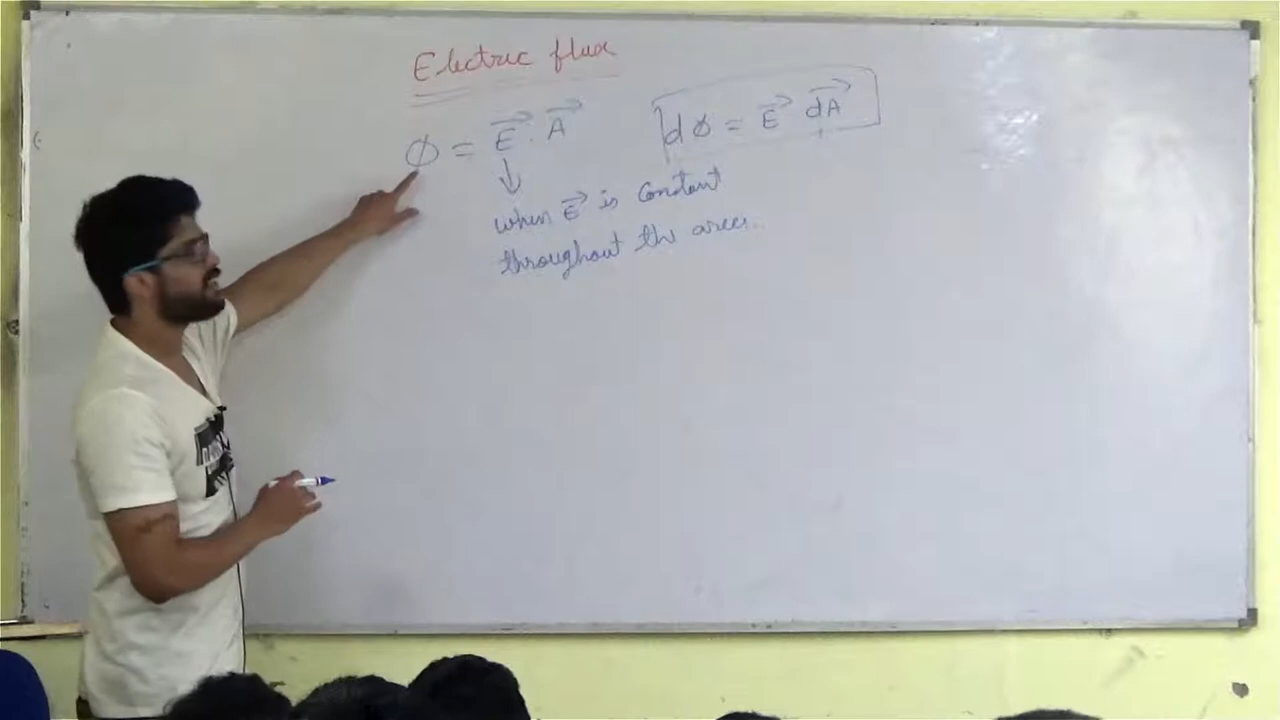 Electric flux
ϕ = E⃗ . A⃗
dϕ = E⃗ dA⃗
↓
when E⃗ is constant
throughout the area..